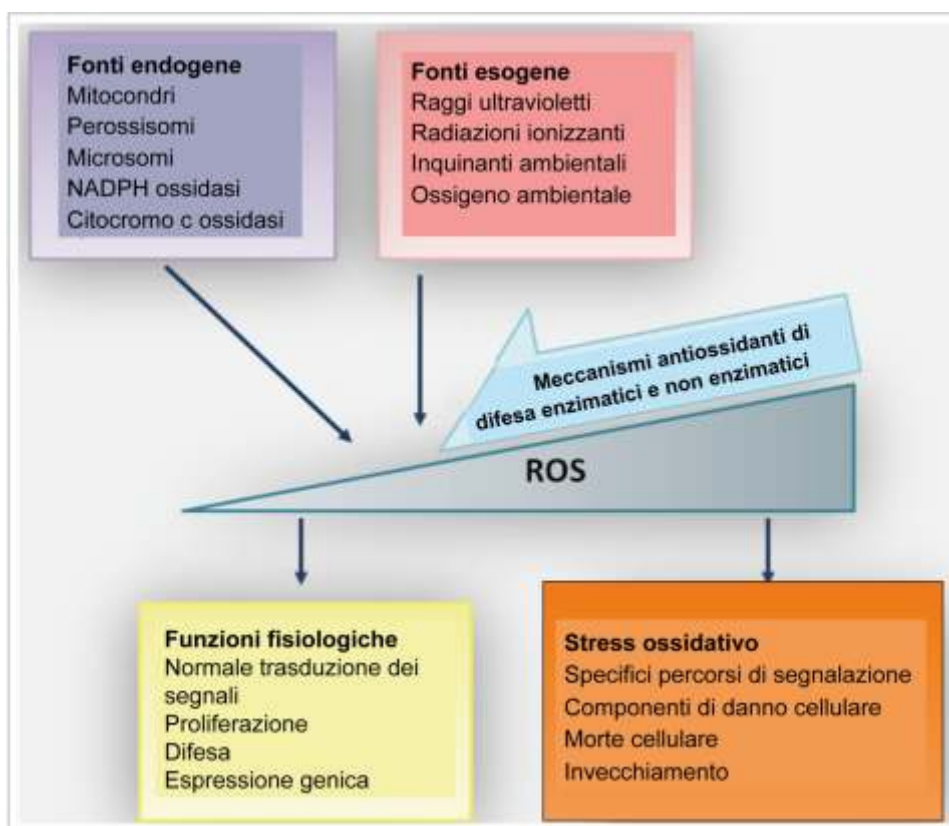 Fonti endogene
Mitocondri
Perossisomi
Microsomi
NADPH ossidasi
Citocromo c ossidasi
Fonti esogene
Raggi ultravioletti
Radiazioni ionizzanti
Inquinanti ambientali
Ossigeno ambientale
Meccanismi antiossidanti di
difesa enzimatici e non enzimatici
ROS
Funzioni fisiologiche
Normale trasduzione dei
segnali
Proliferazione
Difesa
Espressione genica
Stress ossidativo
Specifici percorsi di segnalazione
Componenti di danno cellulare
Morte cellulare
Invecchiamento